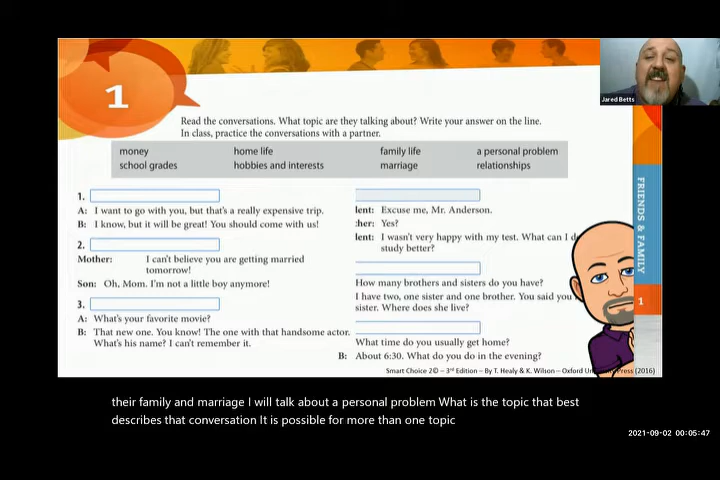 Jared Betts
1
Read the conversations. What topic are they talking about? Write your answer on the line.
In class, practice the conversations with a partner.
money home life family life a personal problem
school grades hobbies and interests marriage relationships
1.
A: I want to go with you, but that's a really expensive trip.
B: I know, but it will be great! You should come with us!
2.
Mother: I can't believe you are getting married
tomorrow!
Son: Oh, Mom. I'm not a little boy anymore!
3.
A: What's your favorite movie?
B: That new one. You know! The one with that handsome actor.
What's his name? I can't remember it.
lent: Excuse me, Mr. Anderson.
:her: Yes?
lent: I wasn't very happy with my test. What can I d
study better?
How many brothers and sisters do you have?
I have two, one sister and one brother. You said you
sister. Where does she live?
What time do you usually get home?
B: About 6:30. What do you do in the evening?
FRIENDS & FAMILY
1
Smart Choice 2© – 3rd Edition – By T. Healy & K. Wilson – Oxford Un Press (2016)
their family and marriage I will talk about a personal problem What is the topic that best
describes that conversation It is possible for more than one topic
2021-09-02 00:05:47